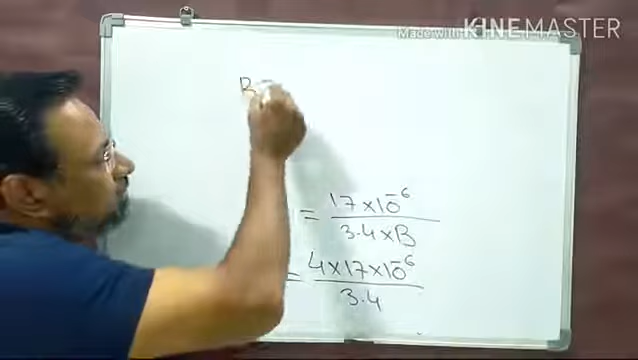 Made with KINEMASTER
B
= 17×10⁻⁶ / 3.4×B
= 4×17×10⁻⁶ / 3.4